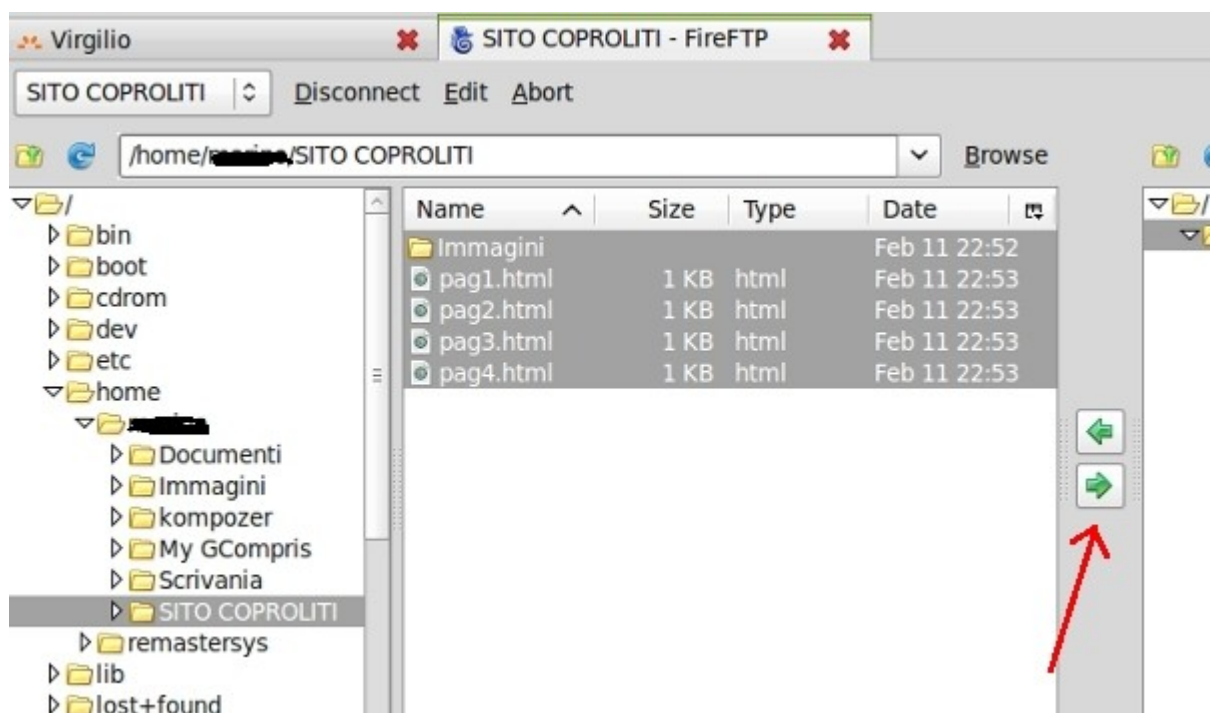 Virgilio
SITO COPROLITI - FireFTP
SITO COPROLITI
Disconnect Edit Abort
/home/ /SITO COPROLITI
Browse
/
bin
boot
cdrom
dev
etc
home
Documenti
Immagini
kompozer
My GCompris
Scrivania
SITO COPROLITI
remastersys
lib
lost+found
Name Size Type Date
Immagini Feb 11 22:52
pag1.html 1 KB html Feb 11 22:53
pag2.html 1 KB html Feb 11 22:53
pag3.html 1 KB html Feb 11 22:53
pag4.html 1 KB html Feb 11 22:53
/